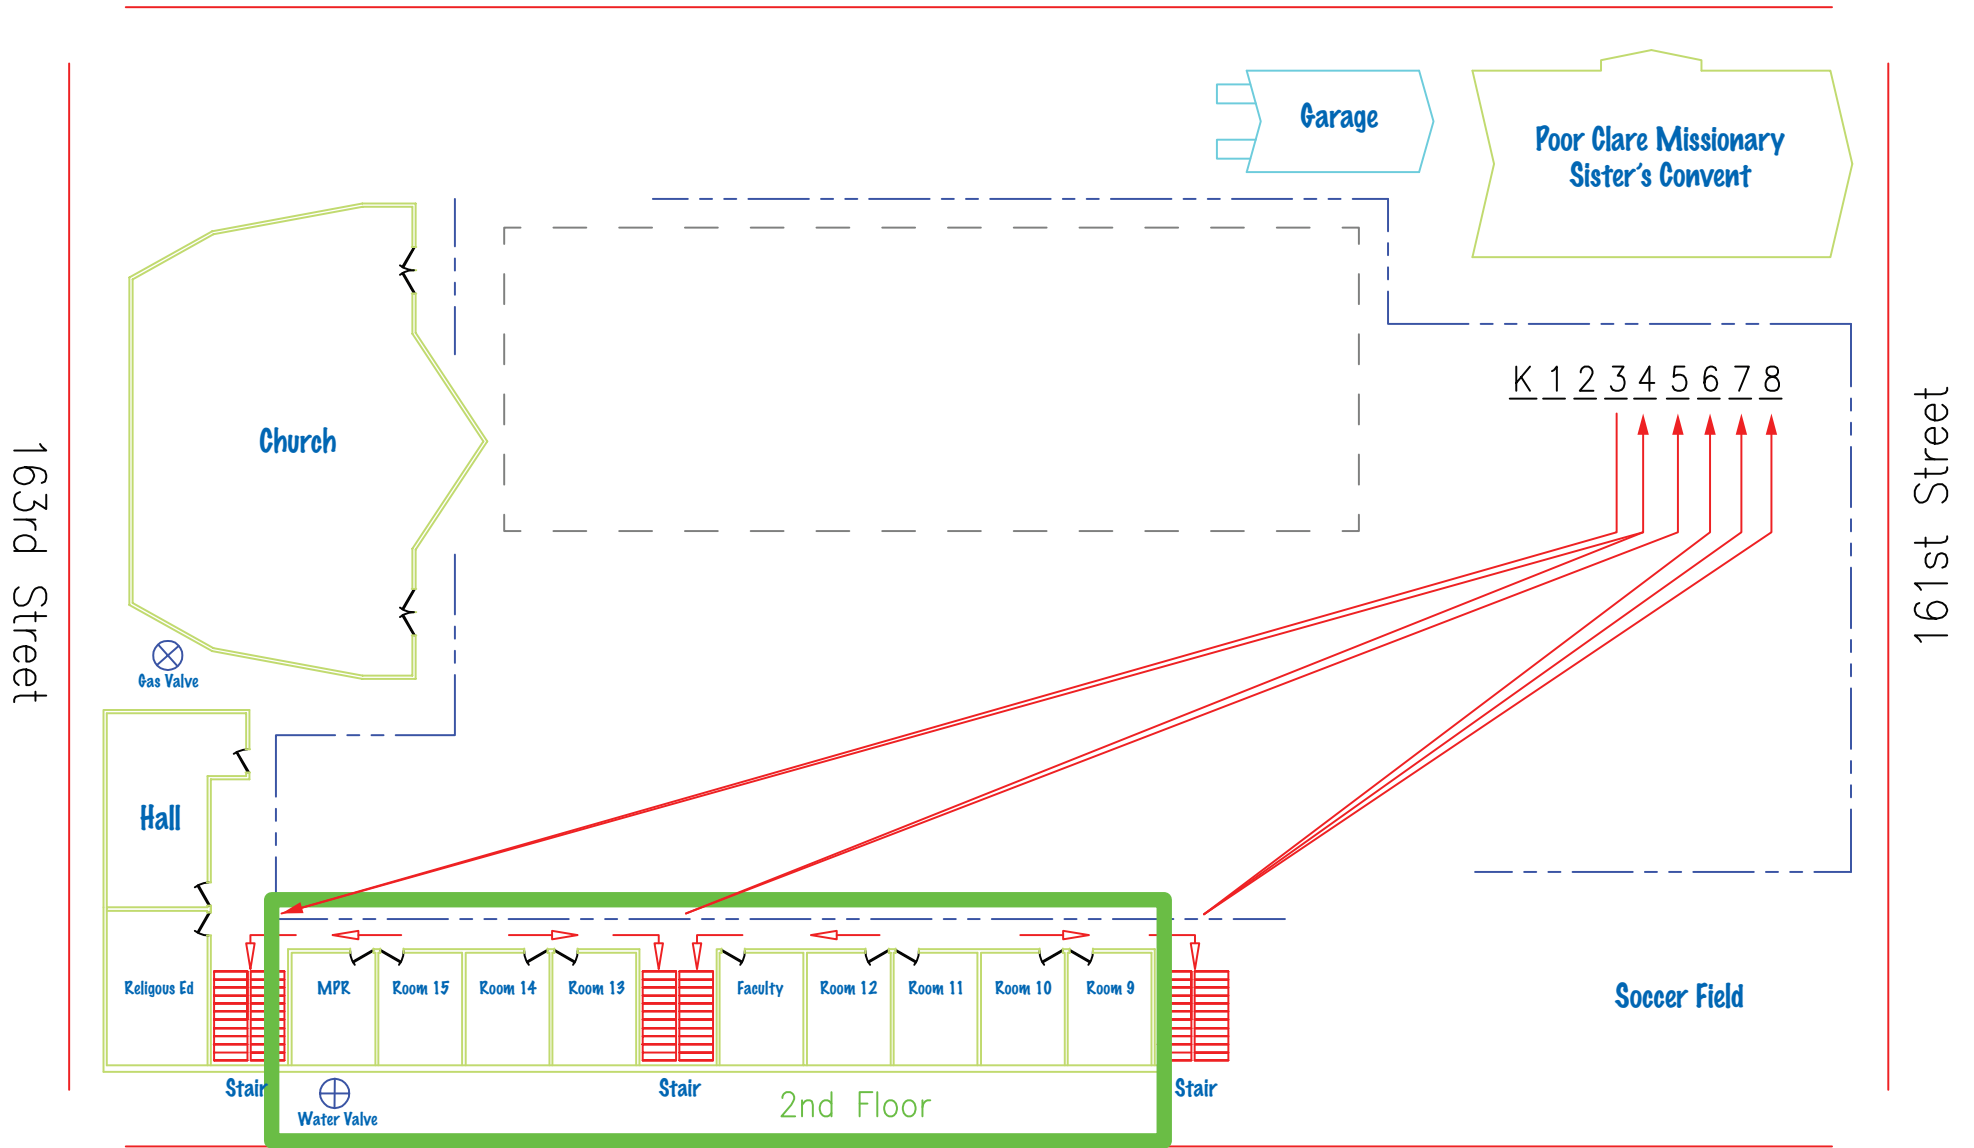 Garage
Poor Clare Missionary
Sister's Convent
K 1 2 3 4 5 6 7 8
Church
163rd Street
161st Street
Gas Valve
Hall
Religous Ed
MPR
Room 15
Room 14
Room 13
Faculty
Room 12
Room 11
Room 10
Room 9
Soccer Field
Stair
Stair
Stair
Water Valve
2nd Floor